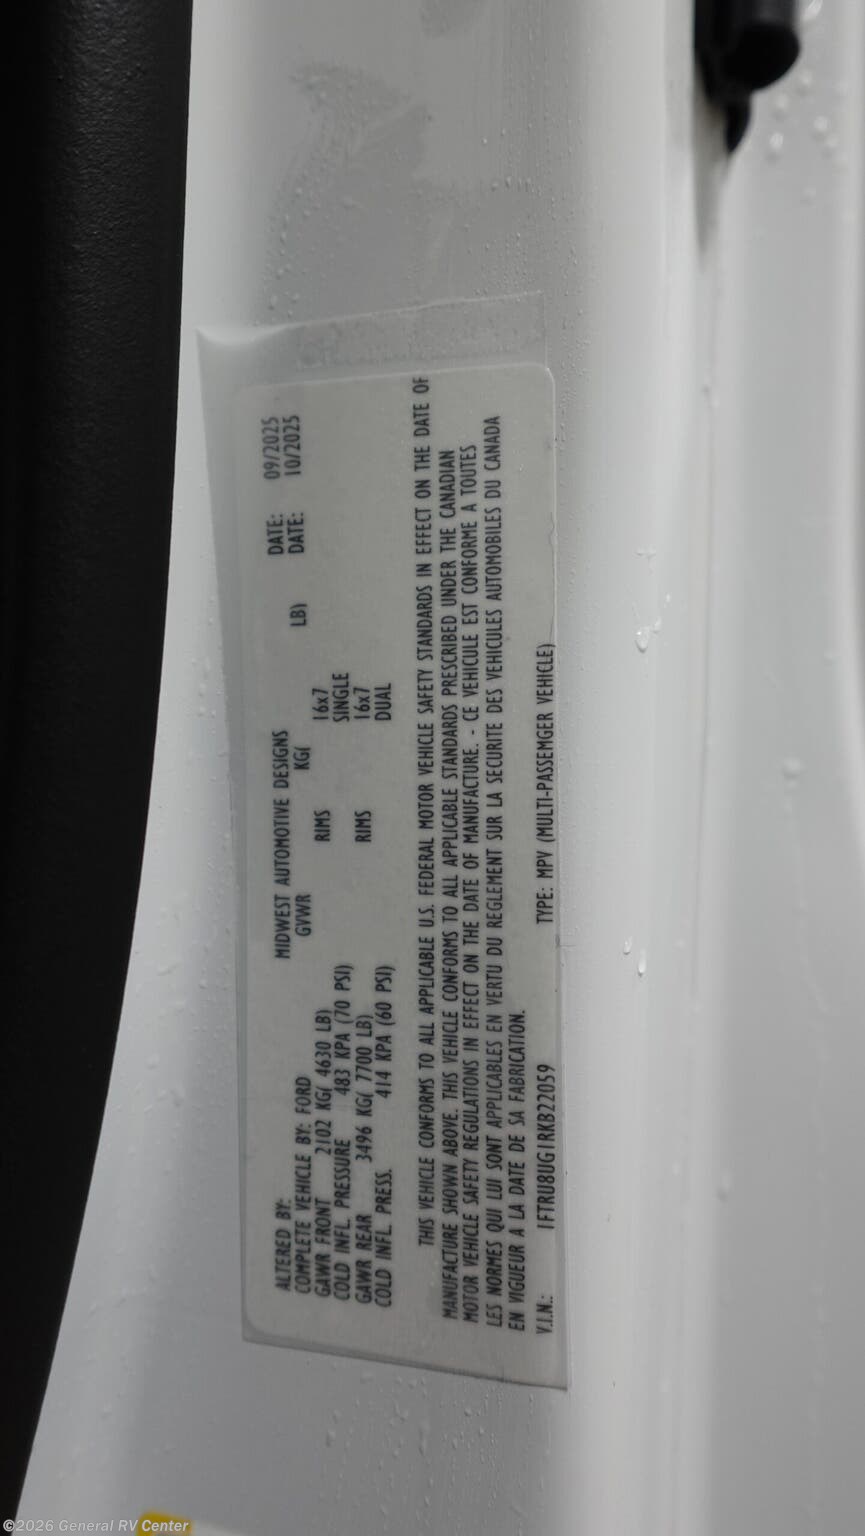 ALTERED BY: MIDWEST AUTOMOTIVE DESIGNS DATE: 09/2025
COMPLETE VEHICLE BY: FORD GVWR KG( LB) DATE: 10/2025
GAWR FRONT 2102 KG( 4630 LB) RIMS 16x7
COLD INFL. PRESSURE 483 KPA (70 PSI) SINGLE
GAWR REAR 3496 KG( 7700 LB) RIMS 16x7
COLD INFL. PRESS. 414 KPA (60 PSI) DUAL
THIS VEHICLE CONFORMS TO ALL APPLICABLE U.S. FEDERAL MOTOR VEHICLE SAFETY STANDARDS IN EFFECT ON THE DATE OF
MANUFACTURE SHOWN ABOVE. THIS VEHICLE CONFORMS TO ALL APPLICABLE STANDARDS PRESCRIBED UNDER THE CANADIAN
MOTOR VEHICLE SAFETY REGULATIONS IN EFFECT ON THE DATE OF MANUFACTURE. - CE VEHICULE EST CONFORME A TOUTES
LES NORMES QUI LUI SONT APPLICABLES EN VERTU DU REGLEMENT SUR LA SECURITE DES VEHICULES AUTOMOBILES DU CANADA
EN VIGUEUR A LA DATE DE SA FABRICATION.
V.I.N.: 1FTRU8UG1RKB22059 TYPE: MPV (MULTI-PASSEMGER VEHICLE)
©2026 General RV Center